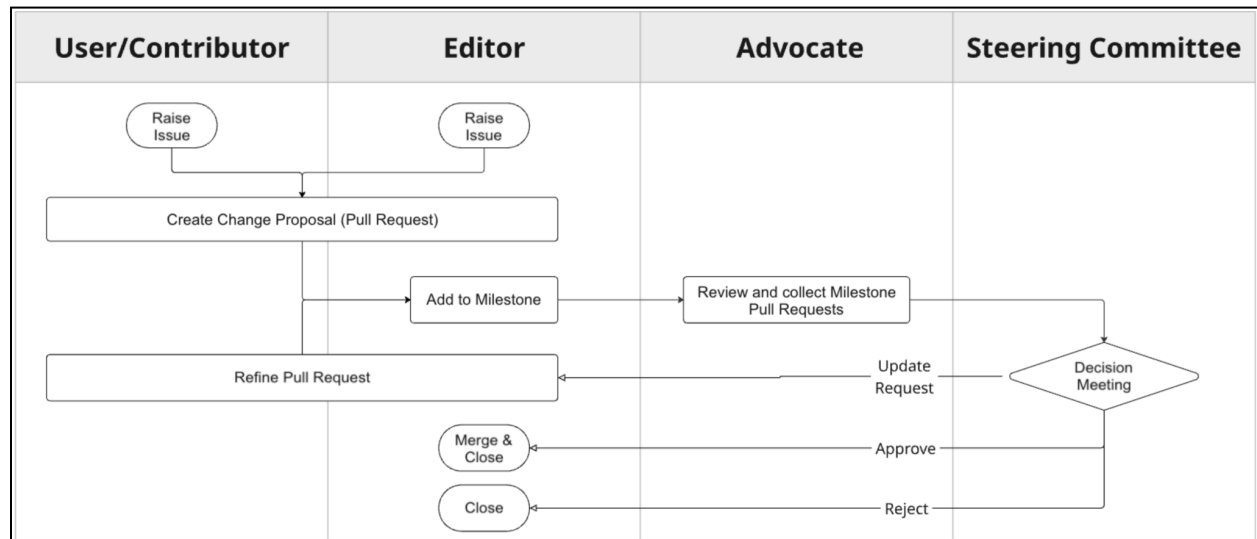 User/Contributor
Editor
Advocate
Steering Committee
Raise
Issue
Raise
Issue
Create Change Proposal (Pull Request)
Add to Milestone
Review and collect Milestone
Pull Requests
Decision
Meeting
Update
Request
Refine Pull Request
Approve
Merge &
Close
Reject
Close